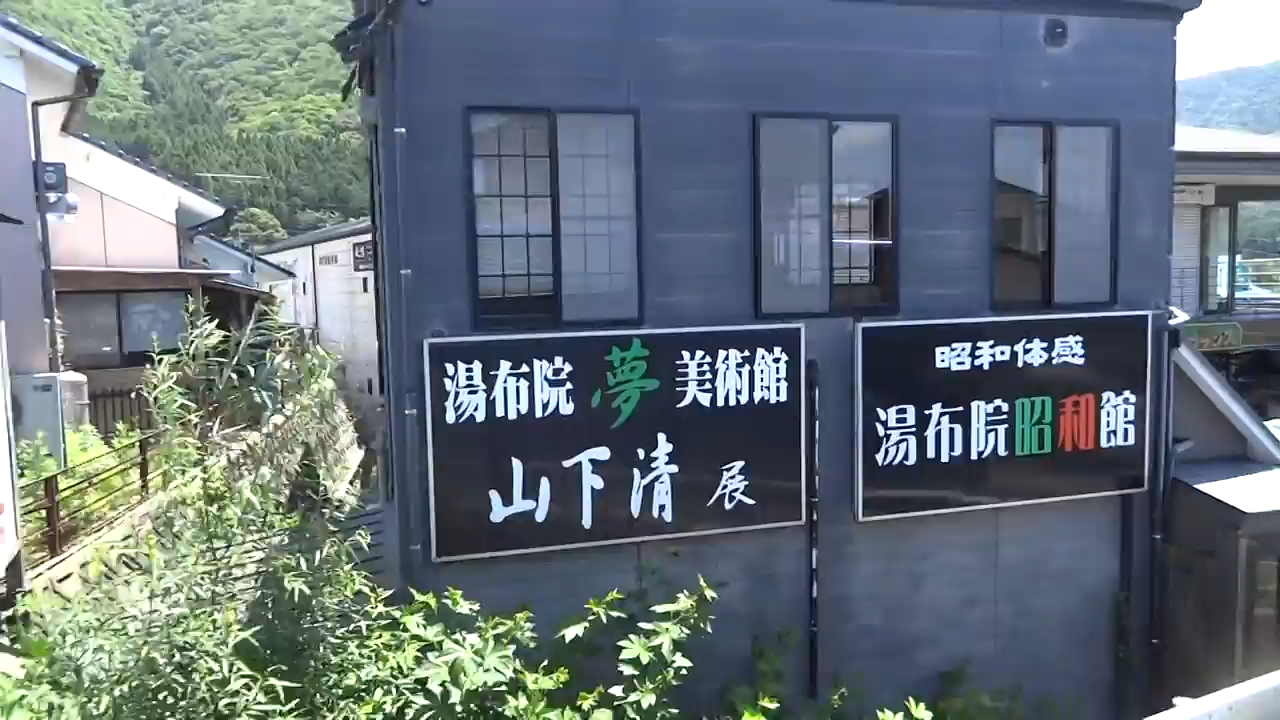 湯布院 夢 美術館
山下清 展
昭和体感
湯布院昭和館